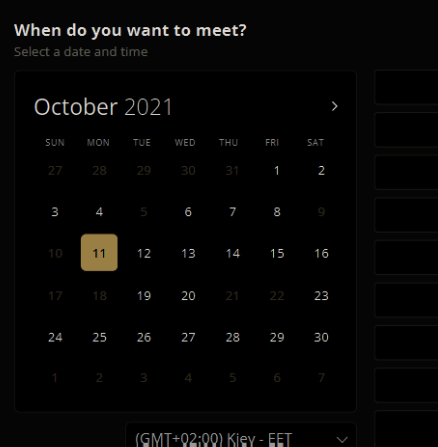 When do you want to meet?
Select a date and time
October 2021
SUN MON TUE WED THU FRI SAT
27 28 29 30 31 1 2
3 4 5 6 7 8 9
10 11 12 13 14 15 16
17 18 19 20 21 22 23
24 25 26 27 28 29 30
1 2 3 4 5 6 7
(GMT+02:00) Kiev - EET